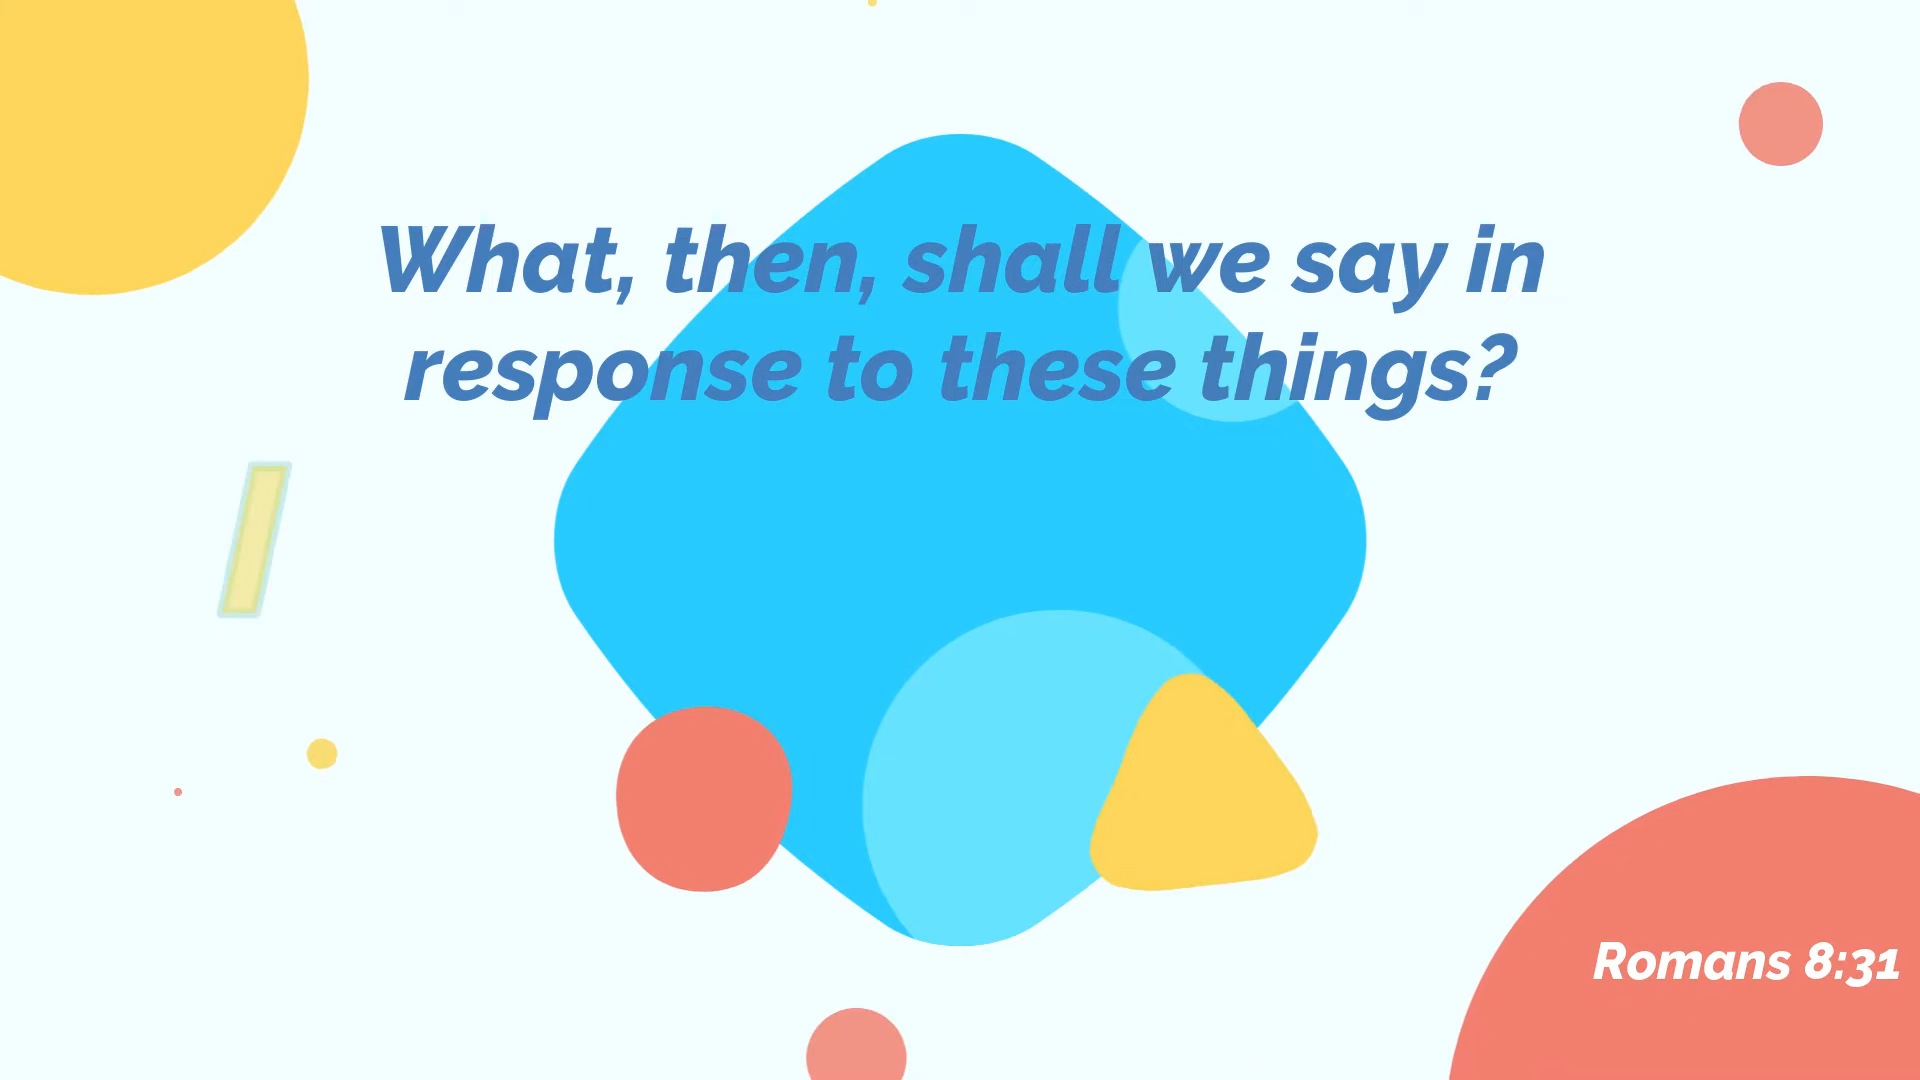 What, then, shall we say in
response to these things?
Romans 8:31